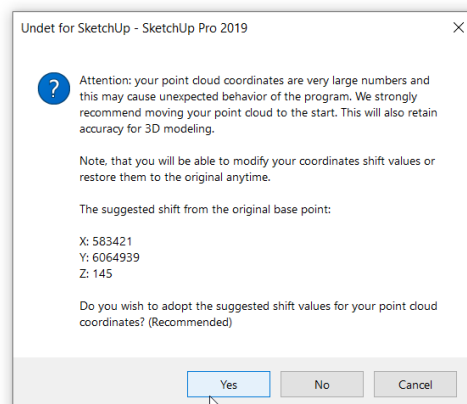 Undet for SketchUp - SketchUp Pro 2019
Attention: your point cloud coordinates are very large numbers and
this may cause unexpected behavior of the program. We strongly
recommend moving your point cloud to the start. This will also retain
accuracy for 3D modeling.
Note, that you will be able to modify your coordinates shift values or
restore them to the original anytime.
The suggested shift from the original base point:
X: 583421
Y: 6064939
Z: 145
Do you wish to adopt the suggested shift values for your point cloud
coordinates? (Recommended)
Yes No Cancel